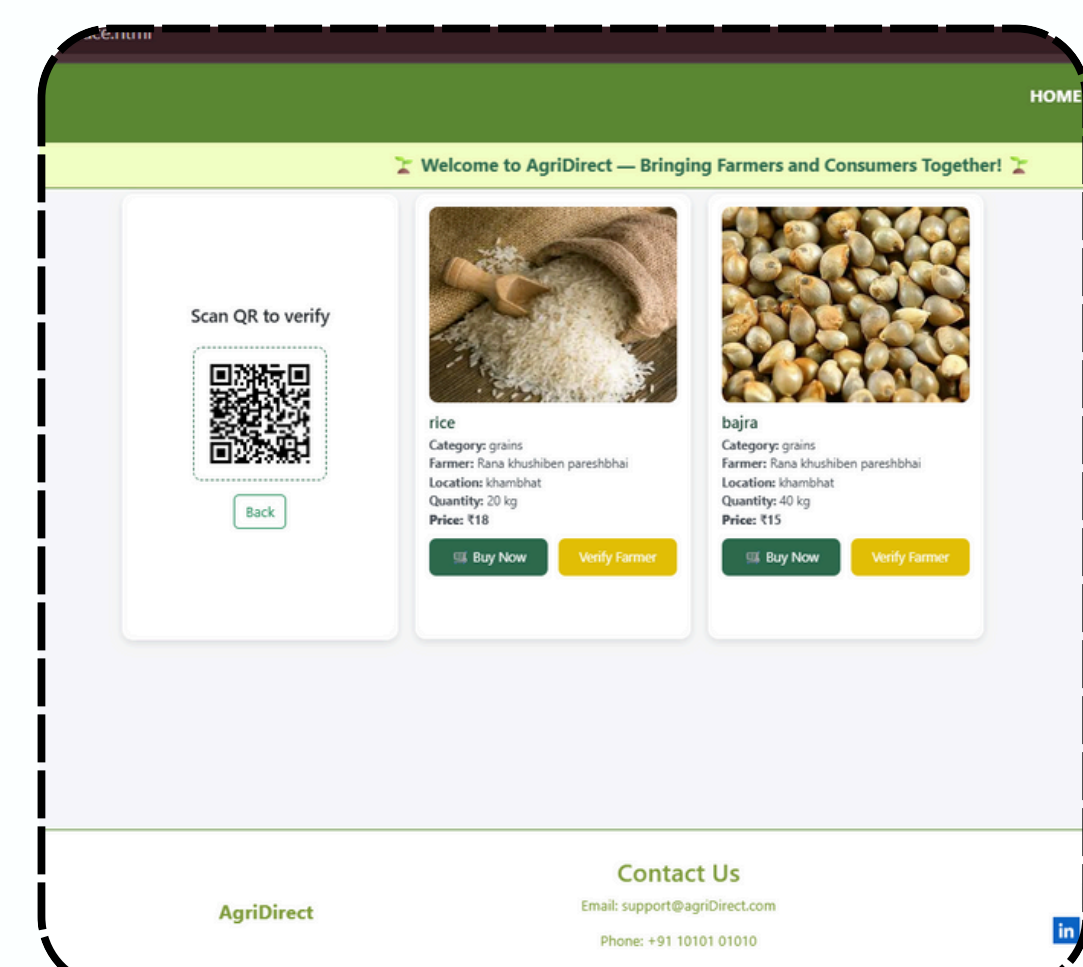 HOME
🌱 Welcome to AgriDirect — Bringing Farmers and Consumers Together! 🌱
Scan QR to verify
Back
rice
Category: grains
Farmer: Rana khushiben pareshbhai
Location: khambhat
Quantity: 20 kg
Price: ₹18
🛒 Buy Now
Verify Farmer
bajra
Category: grains
Farmer: Rana khushiben pareshbhai
Location: khambhat
Quantity: 40 kg
Price: ₹15
🛒 Buy Now
Verify Farmer
AgriDirect
Contact Us
Email: support@agriDirect.com
Phone: +91 10101 01010
in